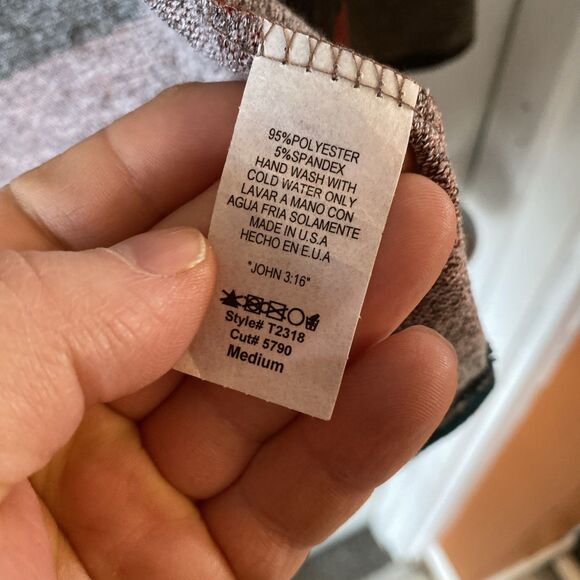 95%POLYESTER
5%SPANDEX
HAND WASH WITH
COLD WATER ONLY
LAVAR A MANO CON
AGUA FRIA SOLAMENTE
MADE IN U.S.A
HECHO EN E.U.A
"JOHN 3:16"
Style# T2318
Cut# 5790
Medium